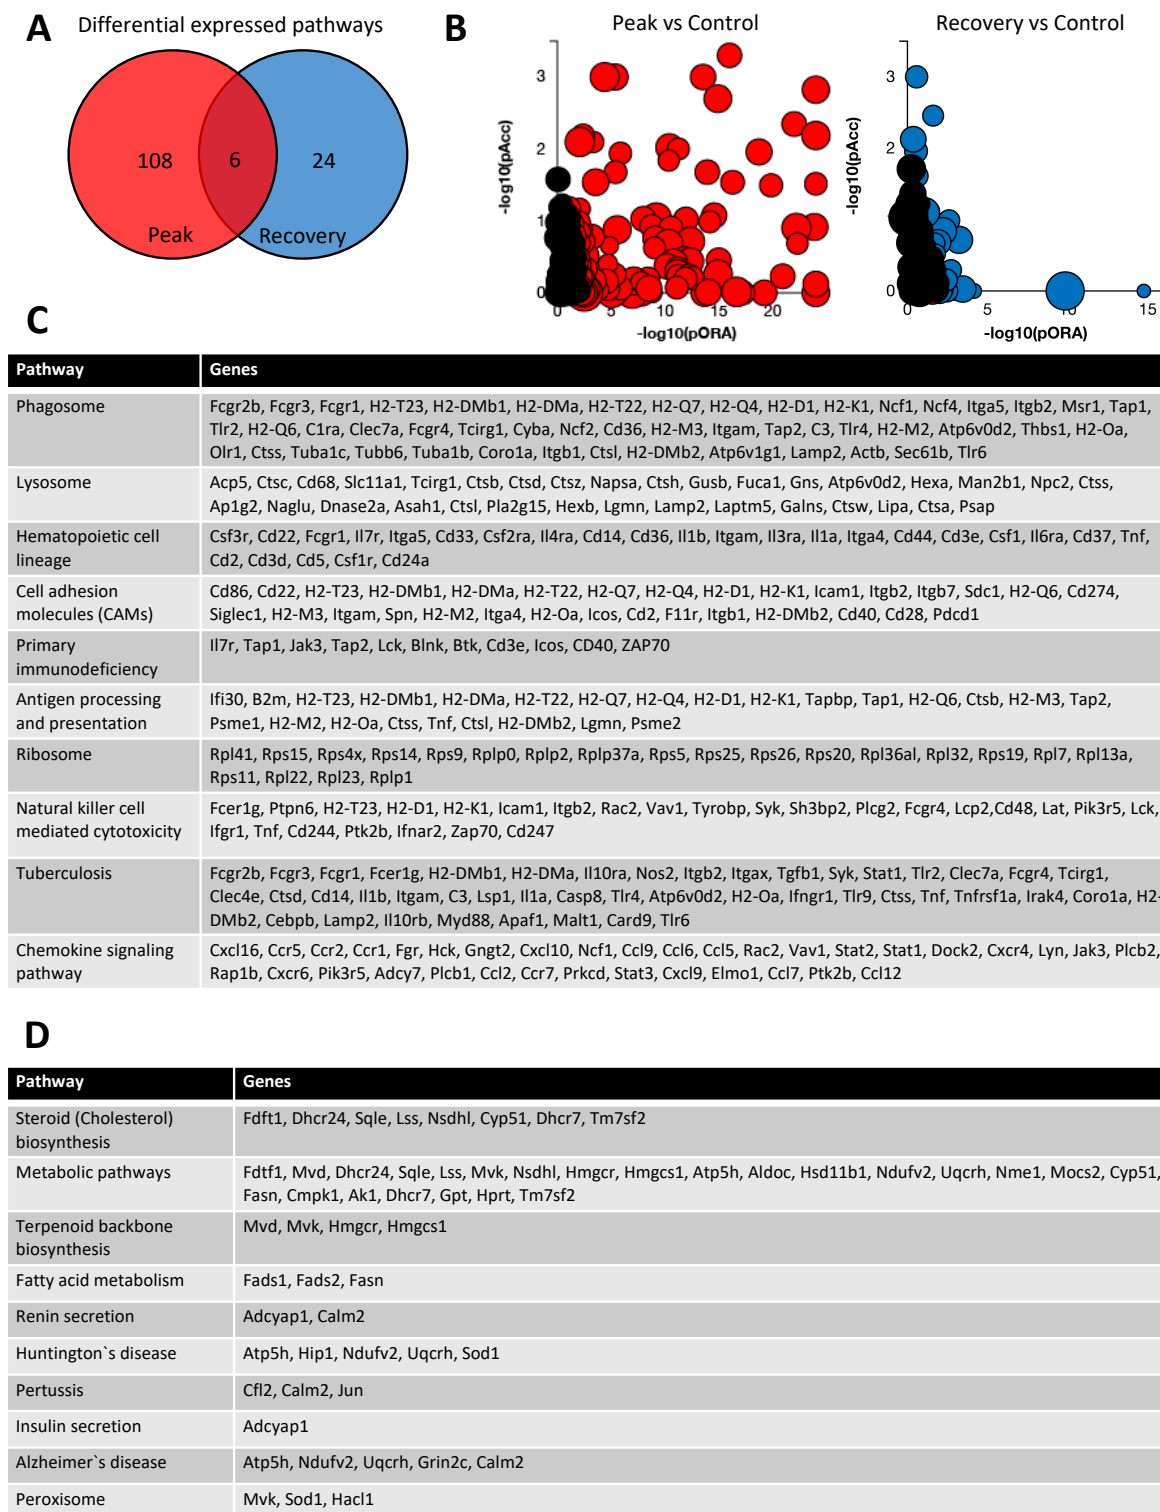 A
Differential expressed pathways
108
6
24
Peak
Recovery
B
Peak vs Control
-log10(pAcc)
3
2
1
0
0
5
10
15
20
-log10(pORA)
Recovery vs Control
-log10(pAcc)
3
2
1
0
0
5
10
15
-log10(pORA)
C
Pathway Genes
Phagosome
Fcgr2b, Fcgr3, Fcgr1, H2-T23, H2-DMb1, H2-DMa, H2-T22, H2-Q7, H2-Q4, H2-D1, H2-K1, Ncf1, Ncf4, Itga5, Itgb2, Msr1, Tap1,
Tlr2, H2-Q6, C1ra, Clec7a, Fcgr4, Tcirg1, Cyba, Ncf2, Cd36, H2-M3, Itgam, Tap2, C3, Tlr4, H2-M2, Atp6v0d2, Thbs1, H2-Oa,
Olr1, Ctss, Tuba1c, Tubb6, Tuba1b, Coro1a, Itgb1, Ctsl, H2-DMb2, Atp6v1g1, Lamp2, Actb, Sec61b, Tlr6
Lysosome
Acp5, Ctsc, Cd68, Slc11a1, Tcirg1, Ctsb, Ctsd, Ctsz, Napsa, Ctsh, Gusb, Fuca1, Gns, Atp6v0d2, Hexa, Man2b1, Npc2, Ctss,
Ap1g2, Naglu, Dnase2a, Asah1, Ctsl, Pla2g15, Hexb, Lgmn, Lamp2, Laptm5, Galns, Ctsw, Lipa, Ctsa, Psap
Hematopoietic cell
lineage
Csf3r, Cd22, Fcgr1, Il7r, Itga5, Cd33, Csf2ra, Il4ra, Cd14, Cd36, Il1b, Itgam, Il3ra, Il1a, Itga4, Cd44, Cd3e, Csf1, Il6ra, Cd37, Tnf,
Cd2, Cd3d, Cd5, Csf1r, Cd24a
Cell adhesion
molecules (CAMs)
Cd86, Cd22, H2-T23, H2-DMb1, H2-DMa, H2-T22, H2-Q7, H2-Q4, H2-D1, H2-K1, Icam1, Itgb2, Itgb7, Sdc1, H2-Q6, Cd274,
Siglec1, H2-M3, Itgam, Spn, H2-M2, Itga4, H2-Oa, Icos, Cd2, F11r, Itgb1, H2-DMb2, Cd40, Cd28, Pdcd1
Primary
immunodeficiency
Il7r, Tap1, Jak3, Tap2, Lck, Blnk, Btk, Cd3e, Icos, CD40, ZAP70
Antigen processing
and presentation
Ifi30, B2m, H2-T23, H2-DMb1, H2-DMa, H2-T22, H2-Q7, H2-Q4, H2-D1, H2-K1, Tapbp, Tap1, H2-Q6, Ctsb, H2-M3, Tap2,
Psme1, H2-M2, H2-Oa, Ctss, Tnf, Ctsl, H2-DMb2, Lgmn, Psme2
Ribosome
Rpl41, Rps15, Rps4x, Rps14, Rps9, Rplp0, Rplp2, Rplp37a, Rps5, Rps25, Rps26, Rps20, Rpl36al, Rpl32, Rps19, Rpl7, Rpl13a,
Rps11, Rpl22, Rpl23, Rplp1
Natural killer cell
mediated cytotoxicity
Fcer1g, Ptpn6, H2-T23, H2-D1, H2-K1, Icam1, Itgb2, Rac2, Vav1, Tyrobp, Syk, Sh3bp2, Plcg2, Fcgr4, Lcp2,Cd48, Lat, Pik3r5, Lck,
Ifgr1, Tnf, Cd244, Ptk2b, Ifnar2, Zap70, Cd247
Tuberculosis
Fcgr2b, Fcgr3, Fcgr1, Fcer1g, H2-DMb1, H2-DMa, Il10ra, Nos2, Itgb2, Itgax, Tgfb1, Syk, Stat1, Tlr2, Clec7a, Fcgr4, Tcirg1,
Clec4e, Ctsd, Cd14, Il1b, Itgam, C3, Lsp1, Il1a, Casp8, Tlr4, Atp6v0d2, H2-Oa, Ifngr1, Tlr9, Ctss, Tnf, Tnfrsf1a, Irak4, Coro1a, H2-
DMb2, Cebpb, Lamp2, Il10rb, Myd88, Apaf1, Malt1, Card9, Tlr6
Chemokine signaling
pathway
Cxcl16, Ccr5, Ccr2, Ccr1, Fgr, Hck, Gngt2, Cxcl10, Ncf1, Ccl9, Ccl6, Ccl5, Rac2, Vav1, Stat2, Stat1, Dock2, Cxcr4, Lyn, Jak3, Plcb2,
Rap1b, Cxcr6, Pik3r5, Adcy7, Plcb1, Ccl2, Ccr7, Prkcd, Stat3, Cxcl9, Elmo1, Ccl7, Ptk2b, Ccl12
D
Pathway Genes
Steroid (Cholesterol)
biosynthesis
Fdft1, Dhcr24, Sqle, Lss, Nsdhl, Cyp51, Dhcr7, Tm7sf2
Metabolic pathways
Fdtf1, Mvd, Dhcr24, Sqle, Lss, Mvk, Nsdhl, Hmgcr, Hmgcs1, Atp5h, Aldoc, Hsd11b1, Ndufv2, Uqcrh, Nme1, Mocs2, Cyp51,
Fasn, Cmpk1, Ak1, Dhcr7, Gpt, Hprt, Tm7sf2
Terpenoid backbone
biosynthesis
Mvd, Mvk, Hmgcr, Hmgcs1
Fatty acid metabolism
Fads1, Fads2, Fasn
Renin secretion
Adcyap1, Calm2
Huntington`s disease
Atp5h, Hip1, Ndufv2, Uqcrh, Sod1
Pertussis
Cfl2, Calm2, Jun
Insulin secretion
Adcyap1
Alzheimer`s disease
Atp5h, Ndufv2, Uqcrh, Grin2c, Calm2
Peroxisome
Mvk, Sod1, Hacl1